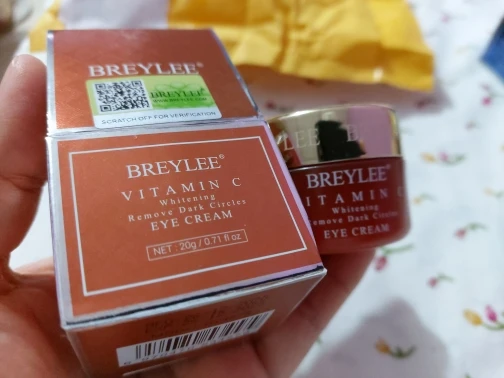 BREYLEE®
BREYLEE®
SCRATCH OFF FOR VERIFICATION
BREYLEE®
VITAMIN C
Whitening
Remove Dark Circles
EYE CREAM
NET : 20g / 0.71 fl oz
BREYLEE®
VITAMIN C
Whitening
Remove Dark Circles
EYE CREAM